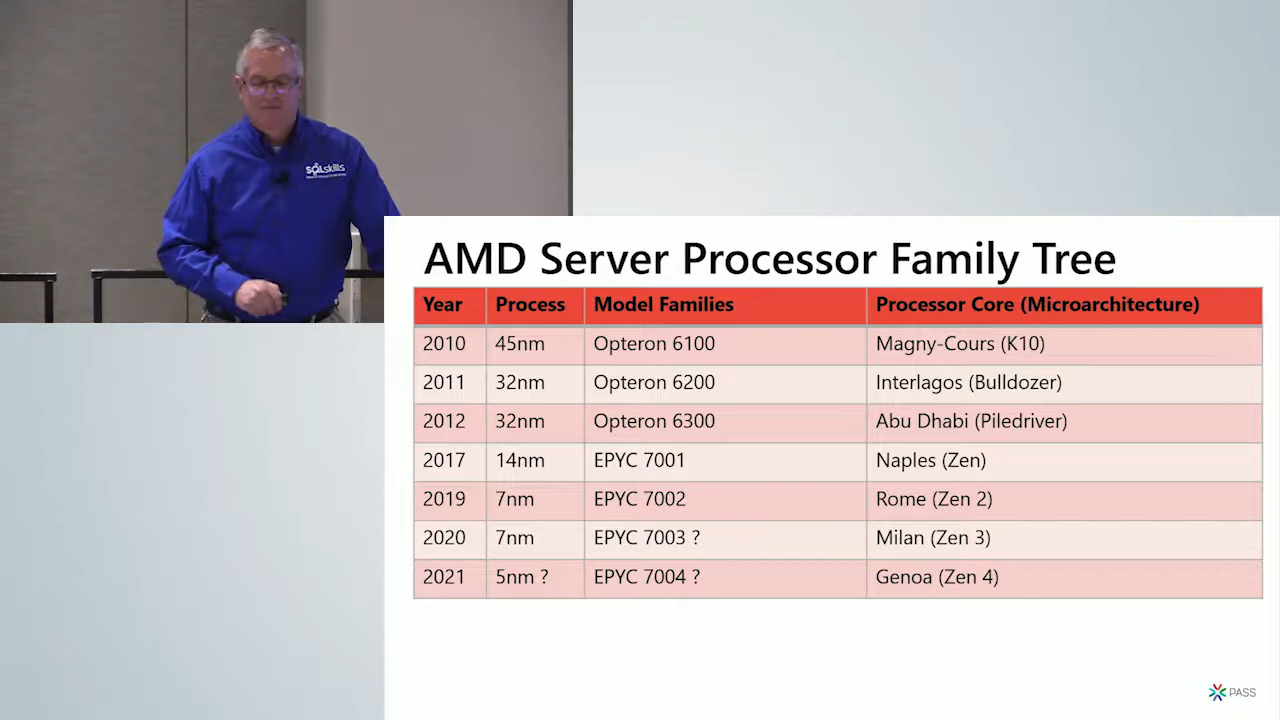 SQLskills
AMD Server Processor Family Tree
Year Process Model Families Processor Core (Microarchitecture)
2010 45nm Opteron 6100 Magny-Cours (K10)
2011 32nm Opteron 6200 Interlagos (Bulldozer)
2012 32nm Opteron 6300 Abu Dhabi (Piledriver)
2017 14nm EPYC 7001 Naples (Zen)
2019 7nm EPYC 7002 Rome (Zen 2)
2020 7nm EPYC 7003 ? Milan (Zen 3)
2021 5nm ? EPYC 7004 ? Genoa (Zen 4)
PASS